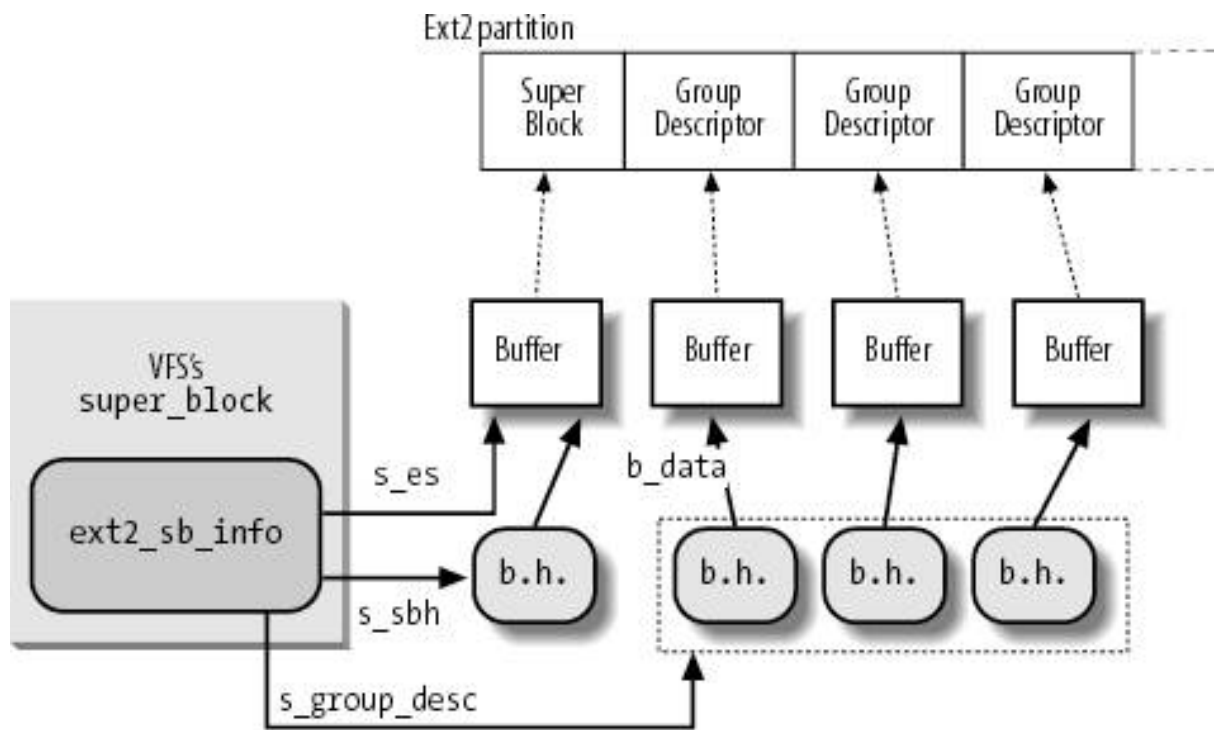 Ext2 partition
Super
Block
Group
Descriptor
Group
Descriptor
Group
Descriptor
Buffer
Buffer
Buffer
Buffer
VFS's
super_block
s_es
b_data
ext2_sb_info
b.h.
b.h.
b.h.
b.h.
s_sbh
s_group_desc